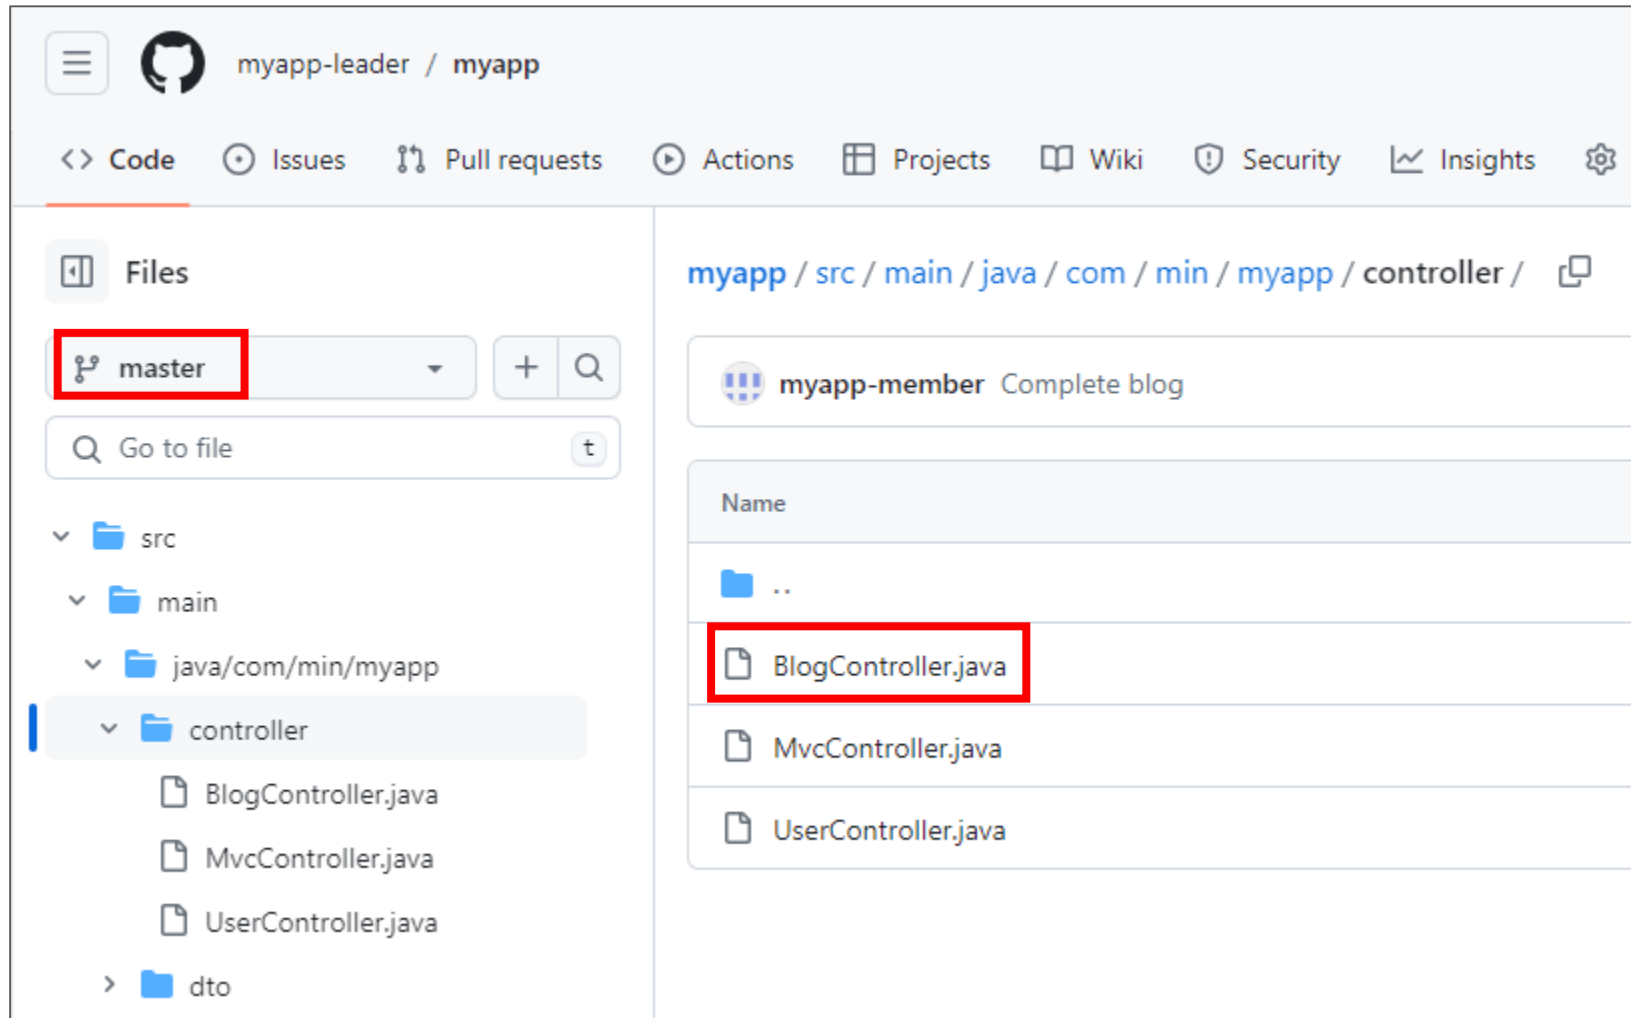 myapp-leader / myapp
Code Issues Pull requests Actions Projects Wiki Security Insights
Files
master
Go to file t
src
main
java/com/min/myapp
controller
BlogController.java
MvcController.java
UserController.java
dto
myapp / src / main / java / com / min / myapp / controller /
myapp-member Complete blog
Name
..
BlogController.java
MvcController.java
UserController.java